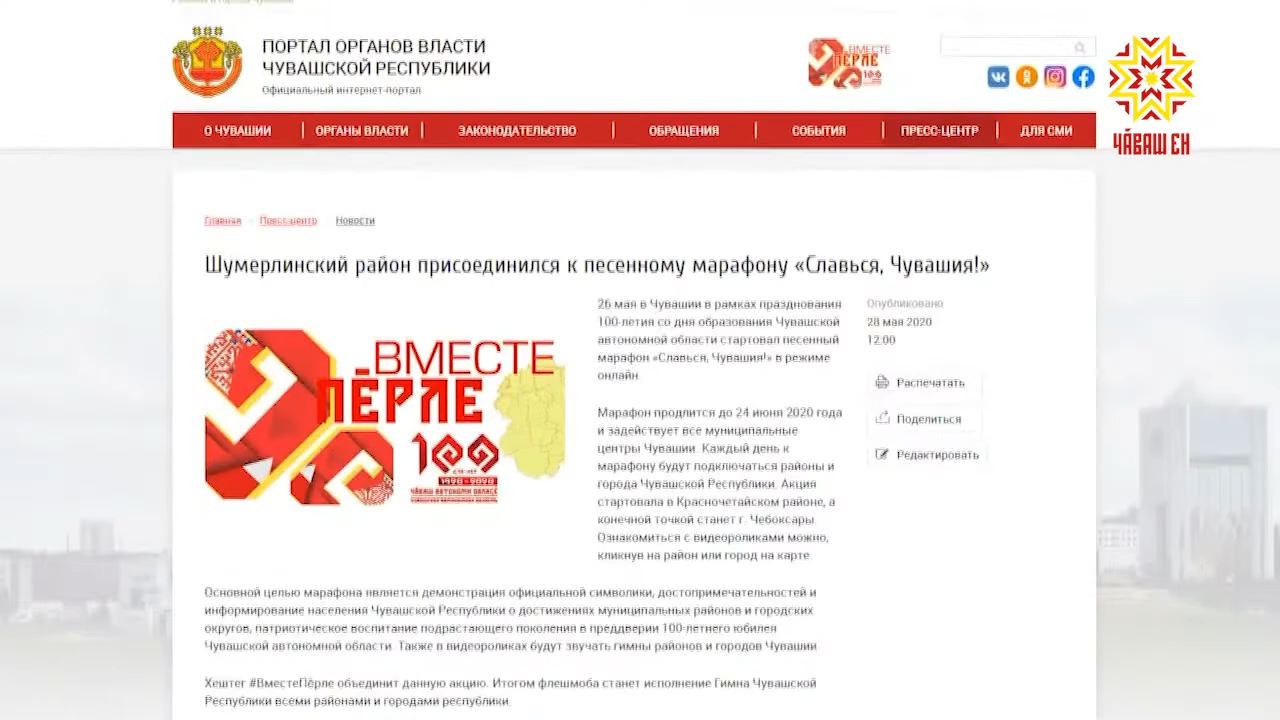 ПОРТАЛ ОРГАНОВ ВЛАСТИ
ЧУВАШСКОЙ РЕСПУБЛИКИ
Официальный интернет-портал
ВМЕСТЕ
ПӖРЛЕ
100
ЧӐВАШ ЕН
О ЧУВАШИИ
ОРГАНЫ ВЛАСТИ
ЗАКОНОДАТЕЛЬСТВО
ОБРАЩЕНИЯ
СОБЫТИЯ
ПРЕСС-ЦЕНТР
ДЛЯ СМИ
Главная Пресс-центр Новости
Шумерлинский район присоединился к песенному марафону «Славься, Чувашия!»
ВМЕСТЕ
ПӖРЛЕ
100
1920-2020
26 мая в Чувашии в рамках празднования
100-летия со дня образования Чувашской
автономной области стартовал песенный
марафон «Славься, Чувашия!» в режиме
онлайн.
Марафон продлится до 24 июня 2020 года
и задействует все муниципальные
центры Чувашии. Каждый день к
марафону будут подключаться районы и
города Чувашской Республики. Акция
стартовала в Красночетайском районе, а
конечной точкой станет г. Чебоксары.
Ознакомиться с видеороликами можно,
кликнув на район или город на карте.
Опубликовано
28 мая 2020
12:00
Распечатать
Поделиться
Редактировать
Основной целью марафона является демонстрация официальной символики, достопримечательностей и
информирование населения Чувашской Республики о достижениях муниципальных районов и городских
округов, патриотическое воспитание подрастающего поколения в преддверии 100-летнего юбилея
Чувашской автономной области. Также в видеороликах будут звучать гимны районов и городов Чувашии.
Хештег #ВместеПӗрле объединит данную акцию. Итогом флешмоба станет исполнение Гимна Чувашской
Республики всеми районами и городами республики.